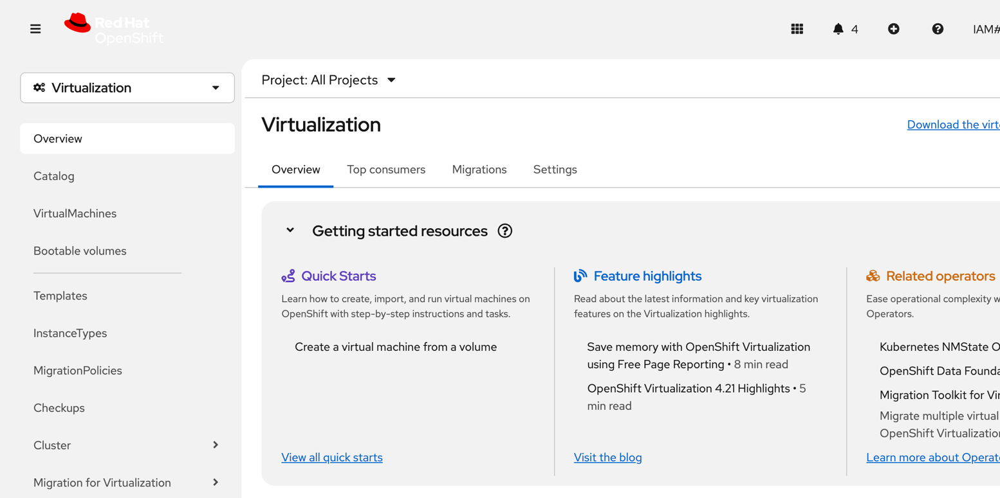 Red Hat
OpenShift
4
IAM#
Virtualization
Overview
Catalog
VirtualMachines
Bootable volumes
Templates
InstanceTypes
MigrationPolicies
Checkups
Cluster
Migration for Virtualization
Project: All Projects
Virtualization
Download the virt
Overview
Top consumers
Migrations
Settings
Getting started resources
Quick Starts
Learn how to create, import, and run virtual machines on
OpenShift with step-by-step instructions and tasks.
Create a virtual machine from a volume
View all quick starts
Feature highlights
Read about the latest information and key virtualization
features on the Virtualization highlights.
Save memory with OpenShift Virtualization
using Free Page Reporting • 8 min read
OpenShift Virtualization 4.21 Highlights • 5
min read
Visit the blog
Related operators
Ease operational complexity w
Operators.
Kubernetes NMState O
OpenShift Data Founda
Migration Toolkit for Vir
Migrate multiple virtual
OpenShift Virtualization
Learn more about Operat